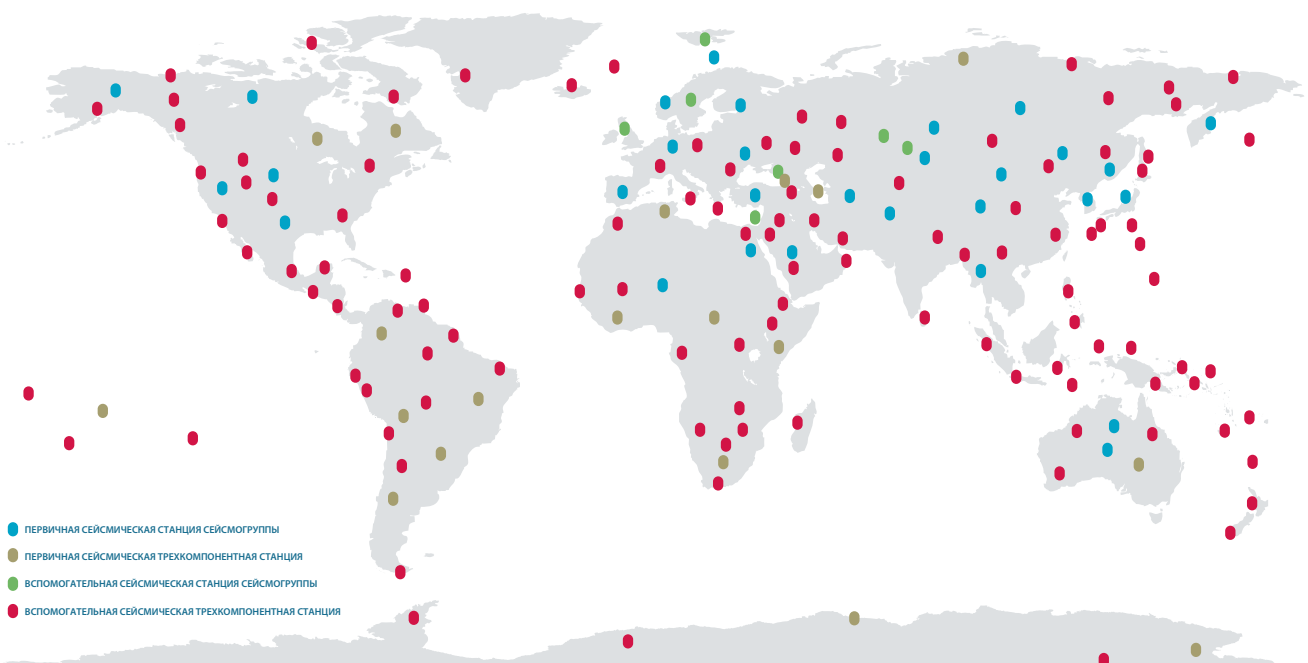 ПЕРВИЧНАЯ СЕЙСМИЧЕСКАЯ СТАНЦИЯ СЕЙСМОГРУППЫ
ПЕРВИЧНАЯ СЕЙСМИЧЕСКАЯ ТРЕХКОМПОНЕНТНАЯ СТАНЦИЯ
ВСПОМОГАТЕЛЬНАЯ СЕЙСМИЧЕСКАЯ СТАНЦИЯ СЕЙСМОГРУППЫ
ВСПОМОГАТЕЛЬНАЯ СЕЙСМИЧЕСКАЯ ТРЕХКОМПОНЕНТНАЯ СТАНЦИЯ